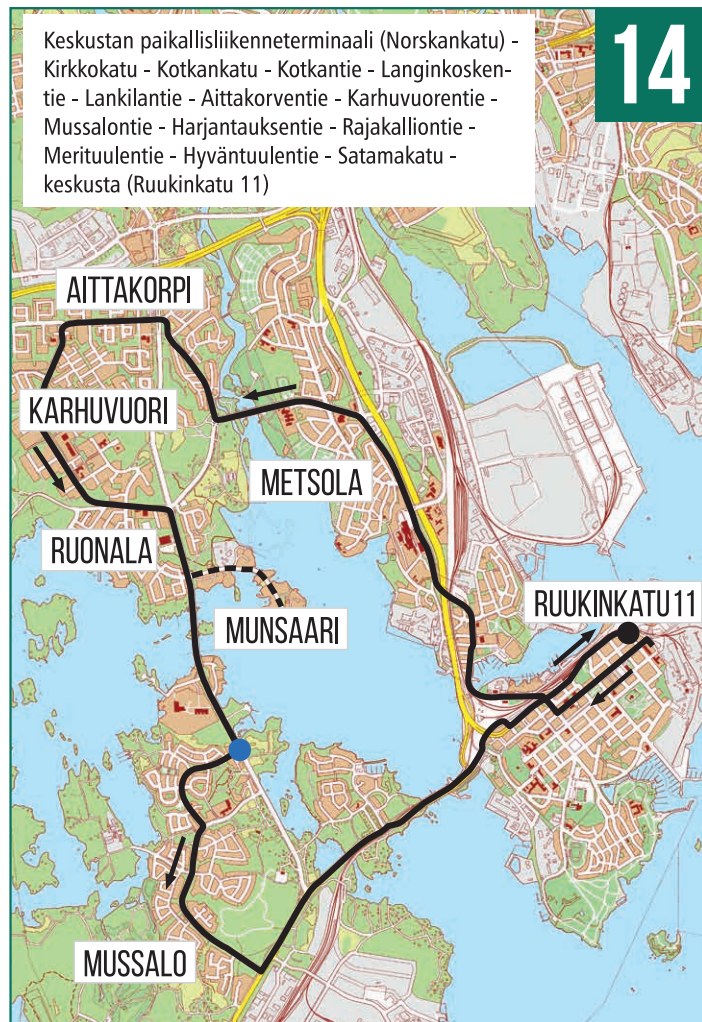 Keskustan paikallisliikenneterminaali (Norskankatu) -
Kirkkokatu - Kotkankatu - Kotkantie - Langinkosken-
tie - Lankilantie - Aittakorventie - Karhuvuorentie -
Mussalontie - Harjantauksentie - Rajakalliontie -
Merituulentie - Hyväntuulentie - Satamakatu -
keskusta (Ruukinkatu 11)
14
AITTAKORPI
KARHUVUORI
METSOLA
RUONALA
RUUKINKATU 11
MUNSAARI
MUSSALO